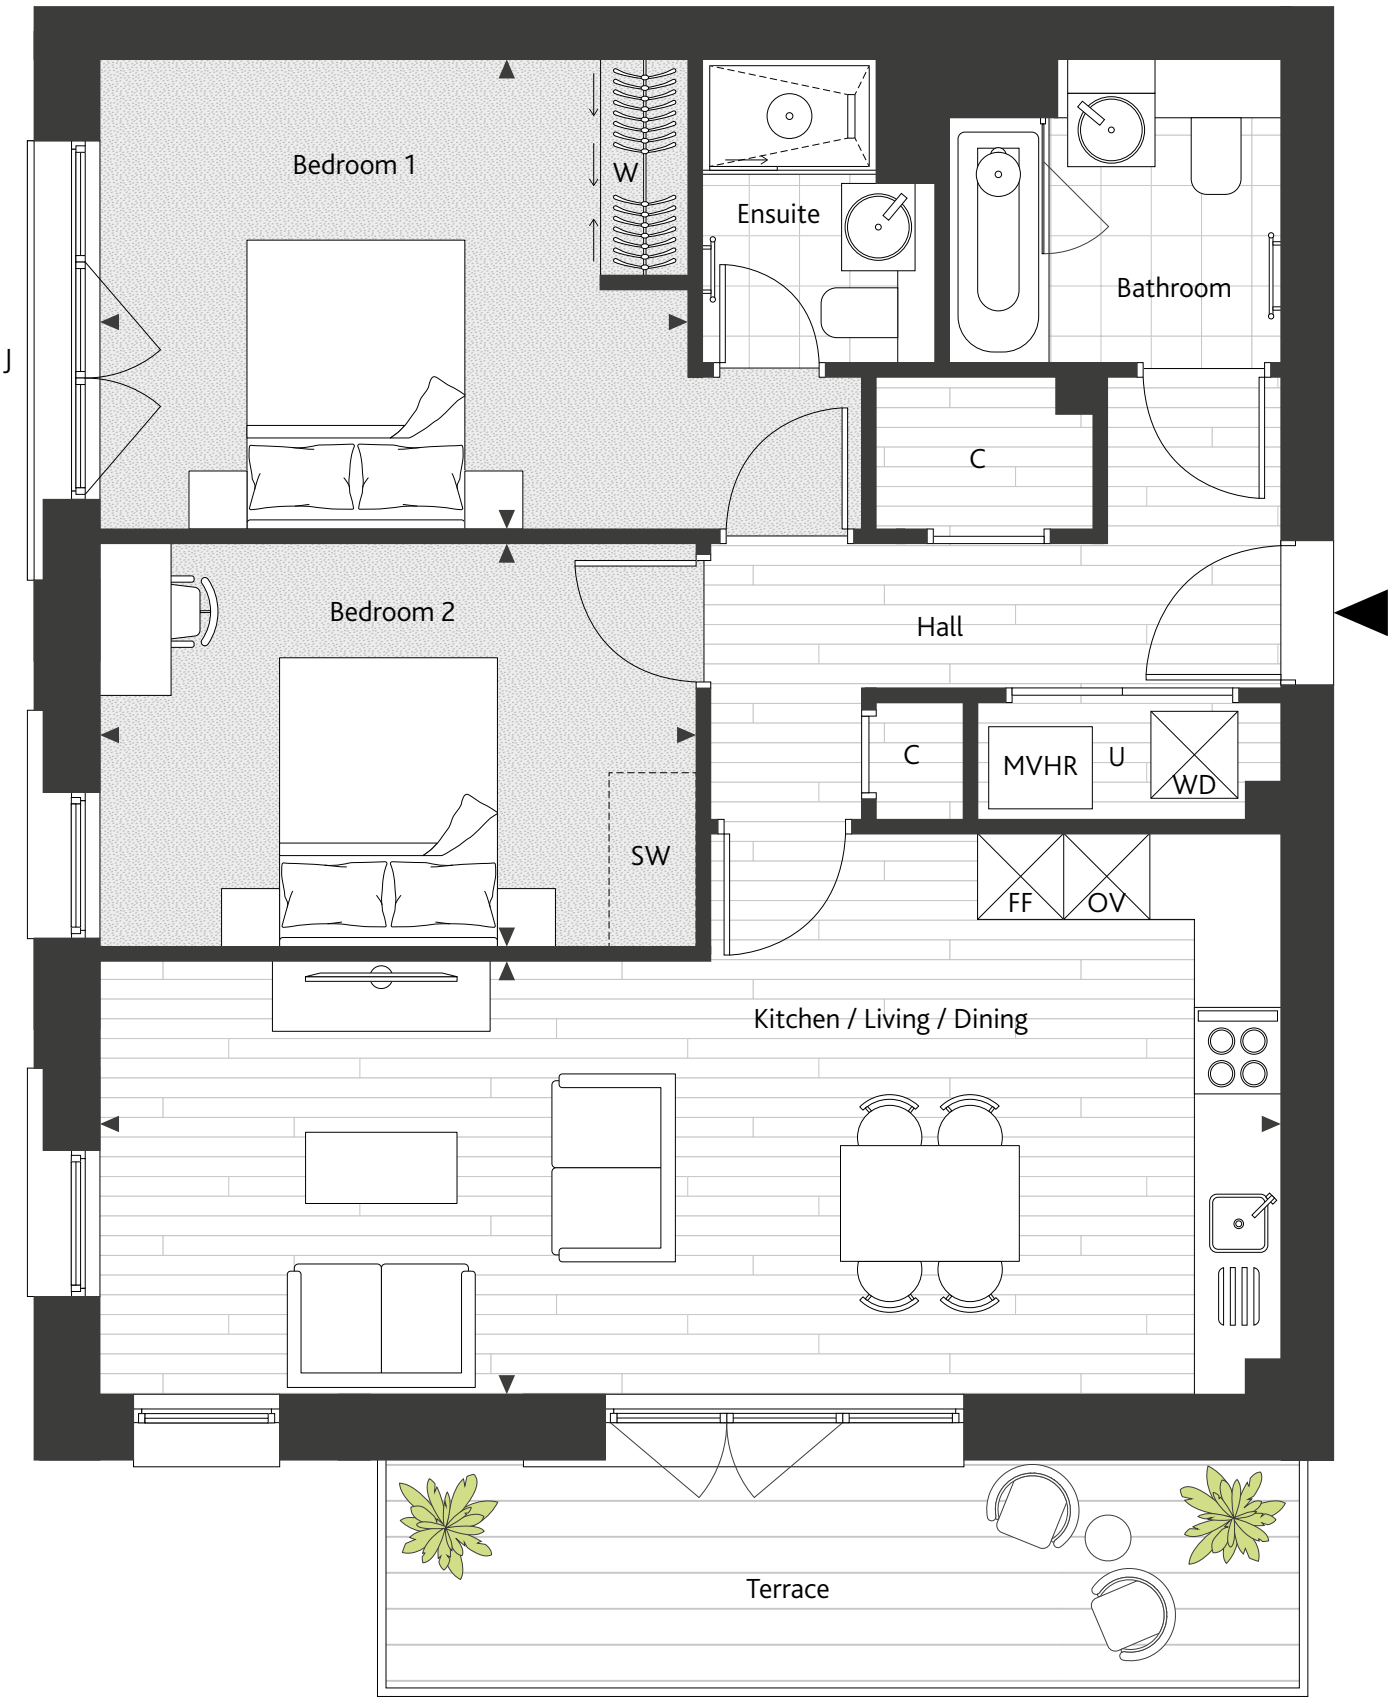 Bedroom 1
W
Ensuite
Bathroom
J
C
Bedroom 2
Hall
C
MVHR
U
WD
SW
FF
OV
Kitchen / Living / Dining
Terrace